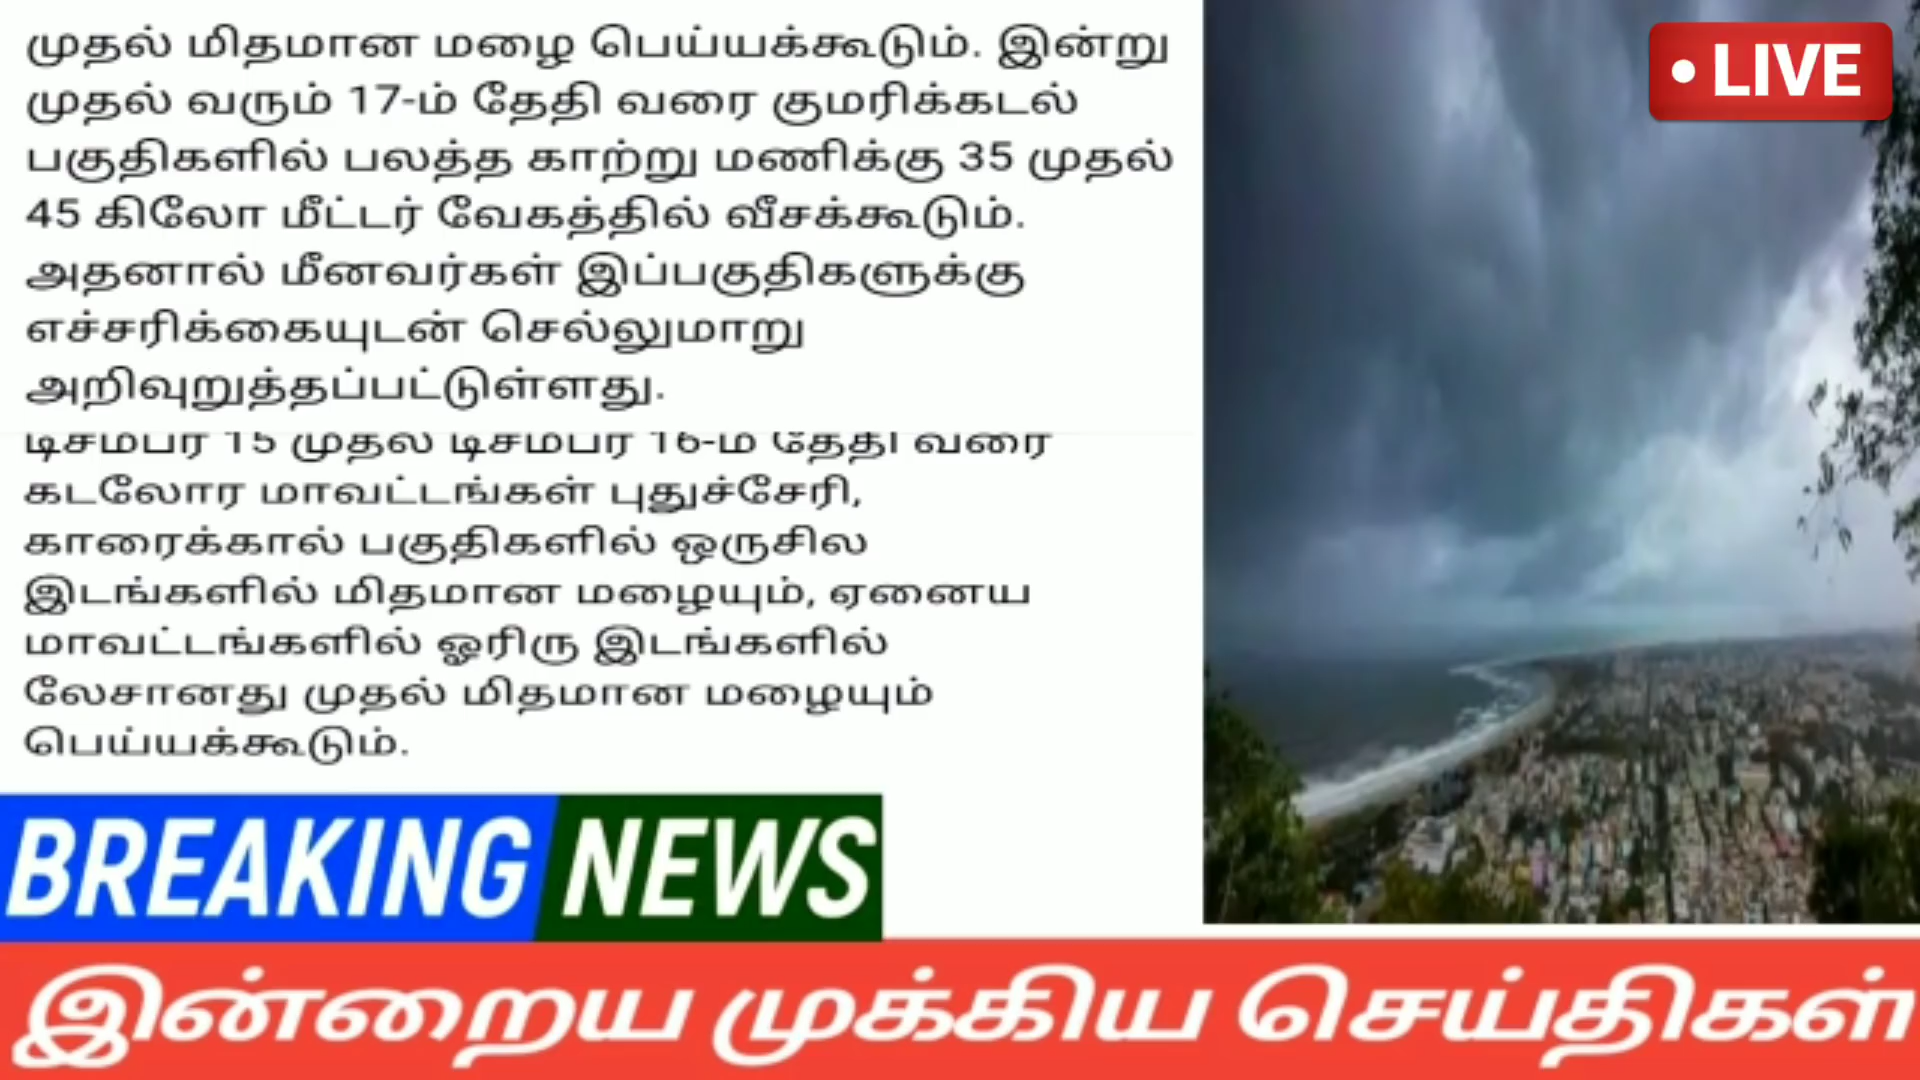 முதல் மிதமான மழை பெய்யக்கூடும். இன்று
முதல் வரும் 17-ம் தேதி வரை குமரிக்கடல்
பகுதிகளில் பலத்த காற்று மணிக்கு 35 முதல்
45 கிலோ மீட்டர் வேகத்தில் வீசக்கூடும்.
அதனால் மீனவர்கள் இப்பகுதிகளுக்கு
எச்சரிக்கையுடன் செல்லுமாறு
அறிவுறுத்தப்பட்டுள்ளது.
டிசம்பர் 15 முதல் டிசம்பர் 16-ம் தேதி வரை
கடலோர மாவட்டங்கள் புதுச்சேரி,
காரைக்கால் பகுதிகளில் ஒருசில
இடங்களில் மிதமான மழையும், ஏனைய
மாவட்டங்களில் ஓரிரு இடங்களில்
லேசானது முதல் மிதமான மழையும்
பெய்யக்கூடும்.
• LIVE
BREAKING NEWS
இன்றைய முக்கிய செய்திகள்